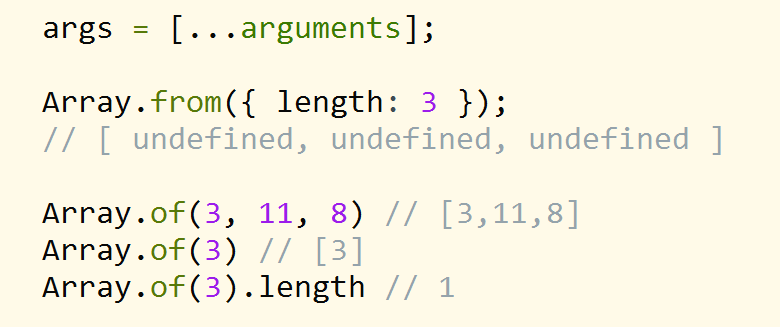 args = [...arguments];
Array.from({ length: 3 });
// [ undefined, undefined, undefined ]
Array.of(3, 11, 8) // [3,11,8]
Array.of(3) // [3]
Array.of(3).length // 1